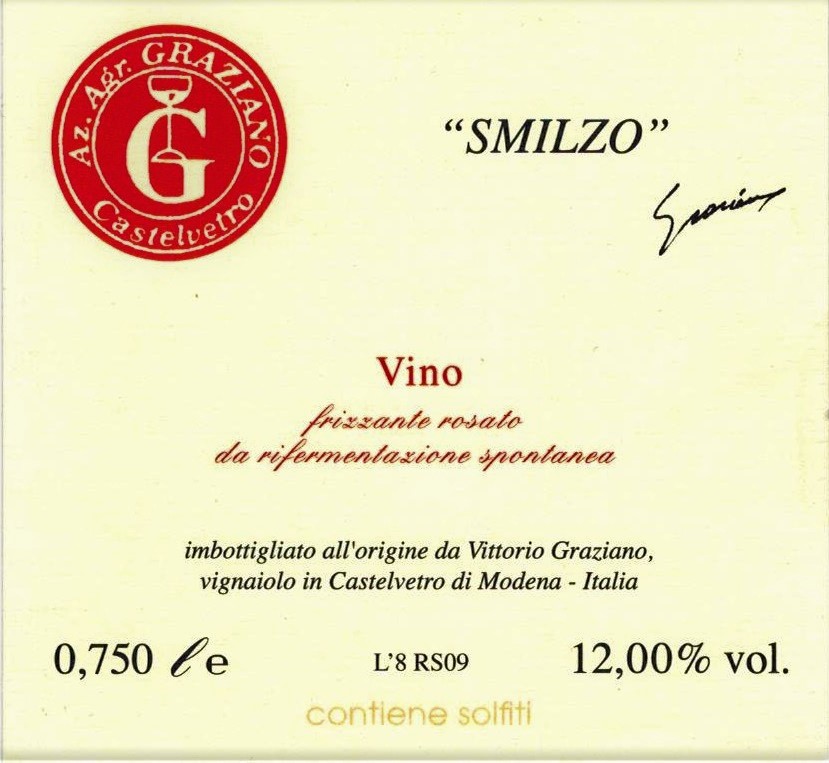 Az. Agr. GRAZIANO
G
Castelvetro
“SMILZO”
Graziano
Vino
frizzante rosato
da rifermentazione spontanea
imbottigliato all'origine da Vittorio Graziano,
vignaiolo in Castelvetro di Modena - Italia
0,750 ℓ e
L'8 RS09
12,00% vol.
contiene solfiti